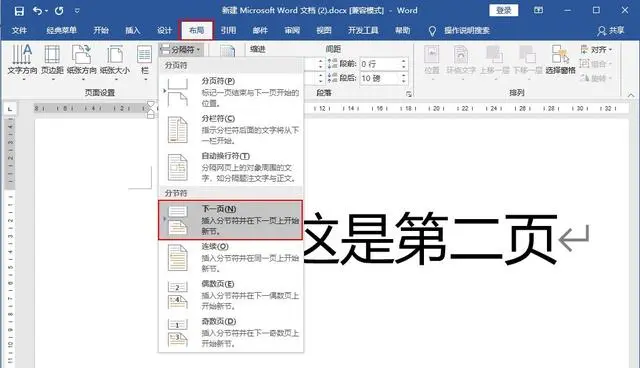 新建 Microsoft Word 文档 (2).docx [兼容模式] - Word
登录
文件 经典菜单 开始 插入 设计 布局 引用 邮件 审阅 视图 开发工具 帮助 操作说明搜索
分隔符 缩进 间距
段前: 0 行
段后: 10 磅
文字方向 页边距 纸张方向 纸张大小 栏
位置 环绕文字 上移一层 下移一层 选择窗格
对齐
组合
旋转
页面设置 段落 排列
分页符
分页符(P)
标记一页结束与下一页开始的
位置。
分栏符(C)
指示分栏符后面的文字将从下
一栏开始。
自动换行符(T)
分隔网页上的对象周围的文
字，如分隔题注文字与正文。
分节符
下一页(N)
插入分节符并在下一页上开始
新节。
连续(O)
插入分节符并在同一页上开始
新节。
偶数页(E)
插入分节符并在下一偶数页上开
始新节。
奇数页(D)
插入分节符并在下一奇数页上开
始新节。
这是第二页